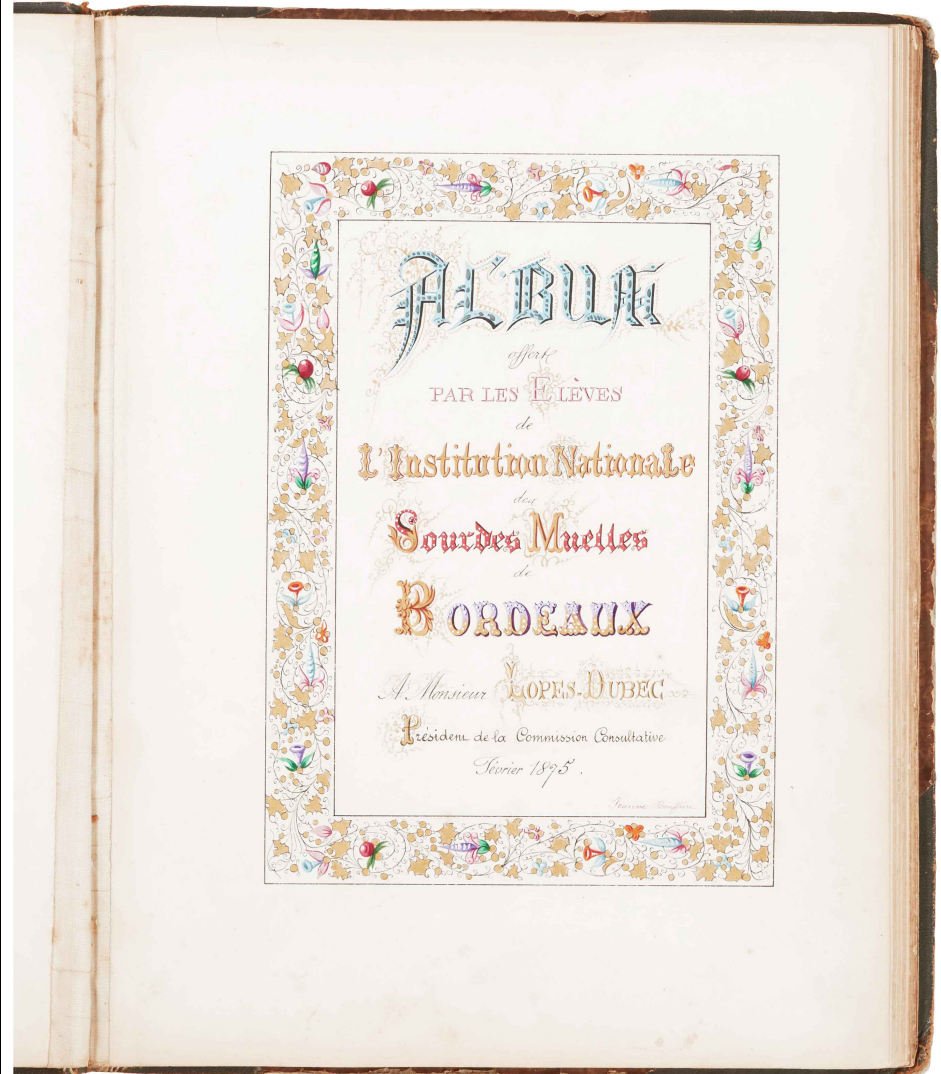 ALBUM
offert
PAR LES ELÈVES
de
L'Institution Nationale
des
Sourdes Muettes
de
BORDEAUX
A Monsieur LOPES-DUBEC
Président de la Commission Consultative
Février 1875.